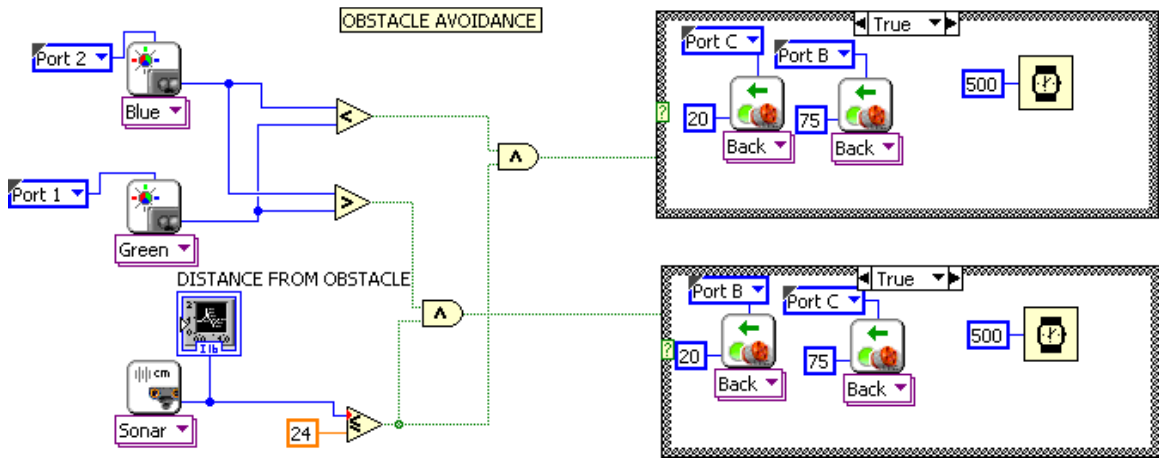 OBSTACLE AVOIDANCE
True
Port C
Port B
Port 2
Blue
<
20
75
500
?
Back
Back
^
Port 1
>
Green
DISTANCE FROM OBSTACLE
True
Port B
Port C
^
20
75
500
?
Back
Back
cm
Sonar
24
≤